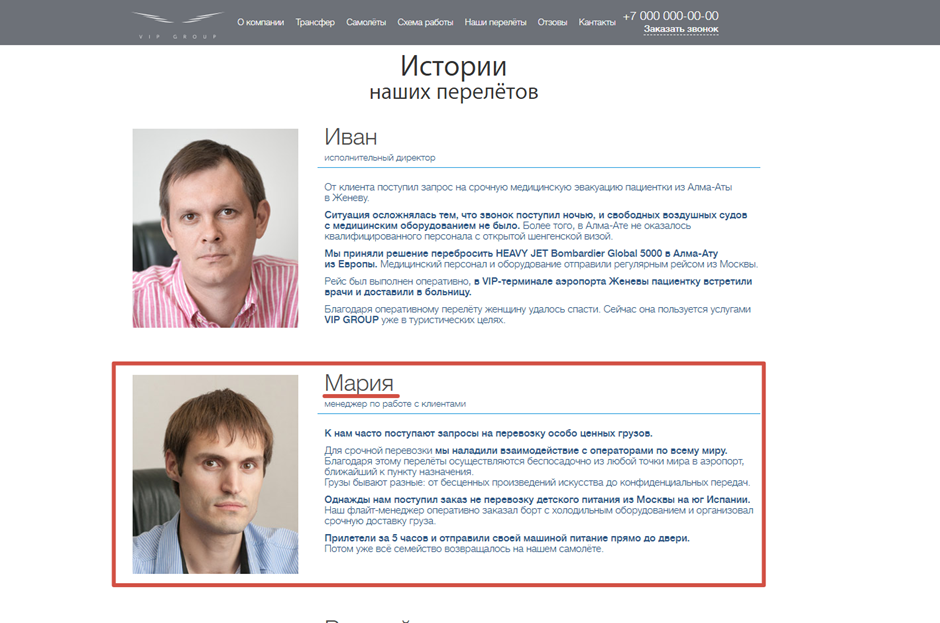 VIP GROUP
О компании Трансфер Самолёты Схема работы Наши перелёты Отзывы Контакты
+7 000 000-00-00
Заказать звонок
Истории
наших перелётов
Иван
исполнительный директор
От клиента поступил запрос на срочную медицинскую эвакуацию пациентки из Алма-Аты
в Женеву.
Ситуация осложнялась тем, что звонок поступил ночью, и свободных воздушных судов
с медицинским оборудованием не было. Более того, в Алма-Ате не оказалось
квалифицированного персонала с открытой шенгенской визой.
Мы приняли решение перебросить HEAVY JET Bombardier Global 5000 в Алма-Ату
из Европы. Медицинский персонал и оборудование отправили регулярным рейсом из Москвы.
Рейс был выполнен оперативно, в VIP-терминале аэропорта Женевы пациентку встретили
врачи и доставили в больницу.
Благодаря оперативному перелёту женщину удалось спасти. Сейчас она пользуется услугами
VIP GROUP уже в туристических целях.
Мария
менеджер по работе с клиентами
К нам часто поступают запросы на перевозку особо ценных грузов.
Для срочной перевозки мы наладили взаимодействие с операторами по всему миру.
Благодаря этому перелёты осуществляются беспосадочно из любой точки мира в аэропорт,
ближайший к пункту назначения.
Грузы бывают разные: от бесценных произведений искусства до конфиденциальных передач.
Однажды нам поступил заказ не перевозку детского питания из Москвы на юг Испании.
Наш флайт-менеджер оперативно заказал борт с холодильным оборудованием и организовал
срочную доставку груза.
Прилетели за 5 часов и отправили своей машиной питание прямо до двери.
Потом уже всё семейство возвращалось на нашем самолёте.